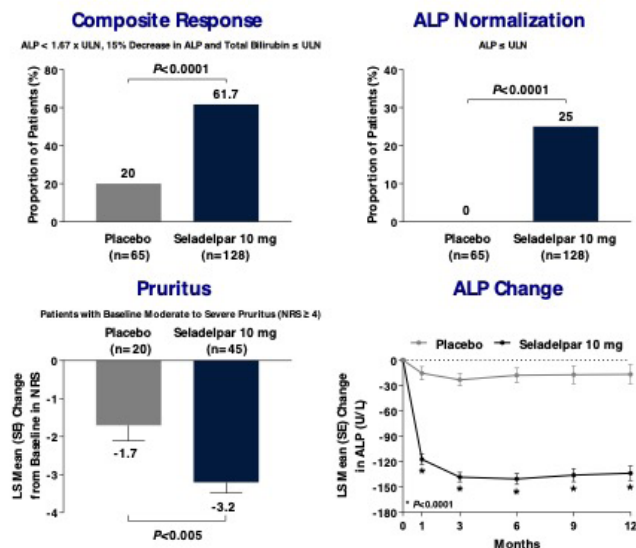 Composite Response
ALP < 1.67 x ULN, 15% Decrease in ALP and Total Bilirubin ≤ ULN
Proportion of Patients (%)
80
60
40
20
0
P<0.0001
20
61.7
Placebo
(n=65)
Seladelpar 10 mg
(n=128)
ALP Normalization
ALP ≤ ULN
Proportion of Patients (%)
40
30
20
10
0
P<0.0001
0
25
Placebo
(n=65)
Seladelpar 10 mg
(n=128)
Pruritus
Patients with Baseline Moderate to Severe Pruritus (NRS ≥ 4)
Placebo
(n=20)
Seladelpar 10 mg
(n=45)
LS Mean (SE) Change
from Baseline in NRS
0
-1
-2
-3
-4
-1.7
-3.2
P<0.005
ALP Change
Placebo
Seladelpar 10 mg
LS Mean (SE) Change
in ALP (U/L)
0
-30
-60
-90
-120
-150
-180
* * * * *
* P<0.0001
0 1 3 6 9 12
Months